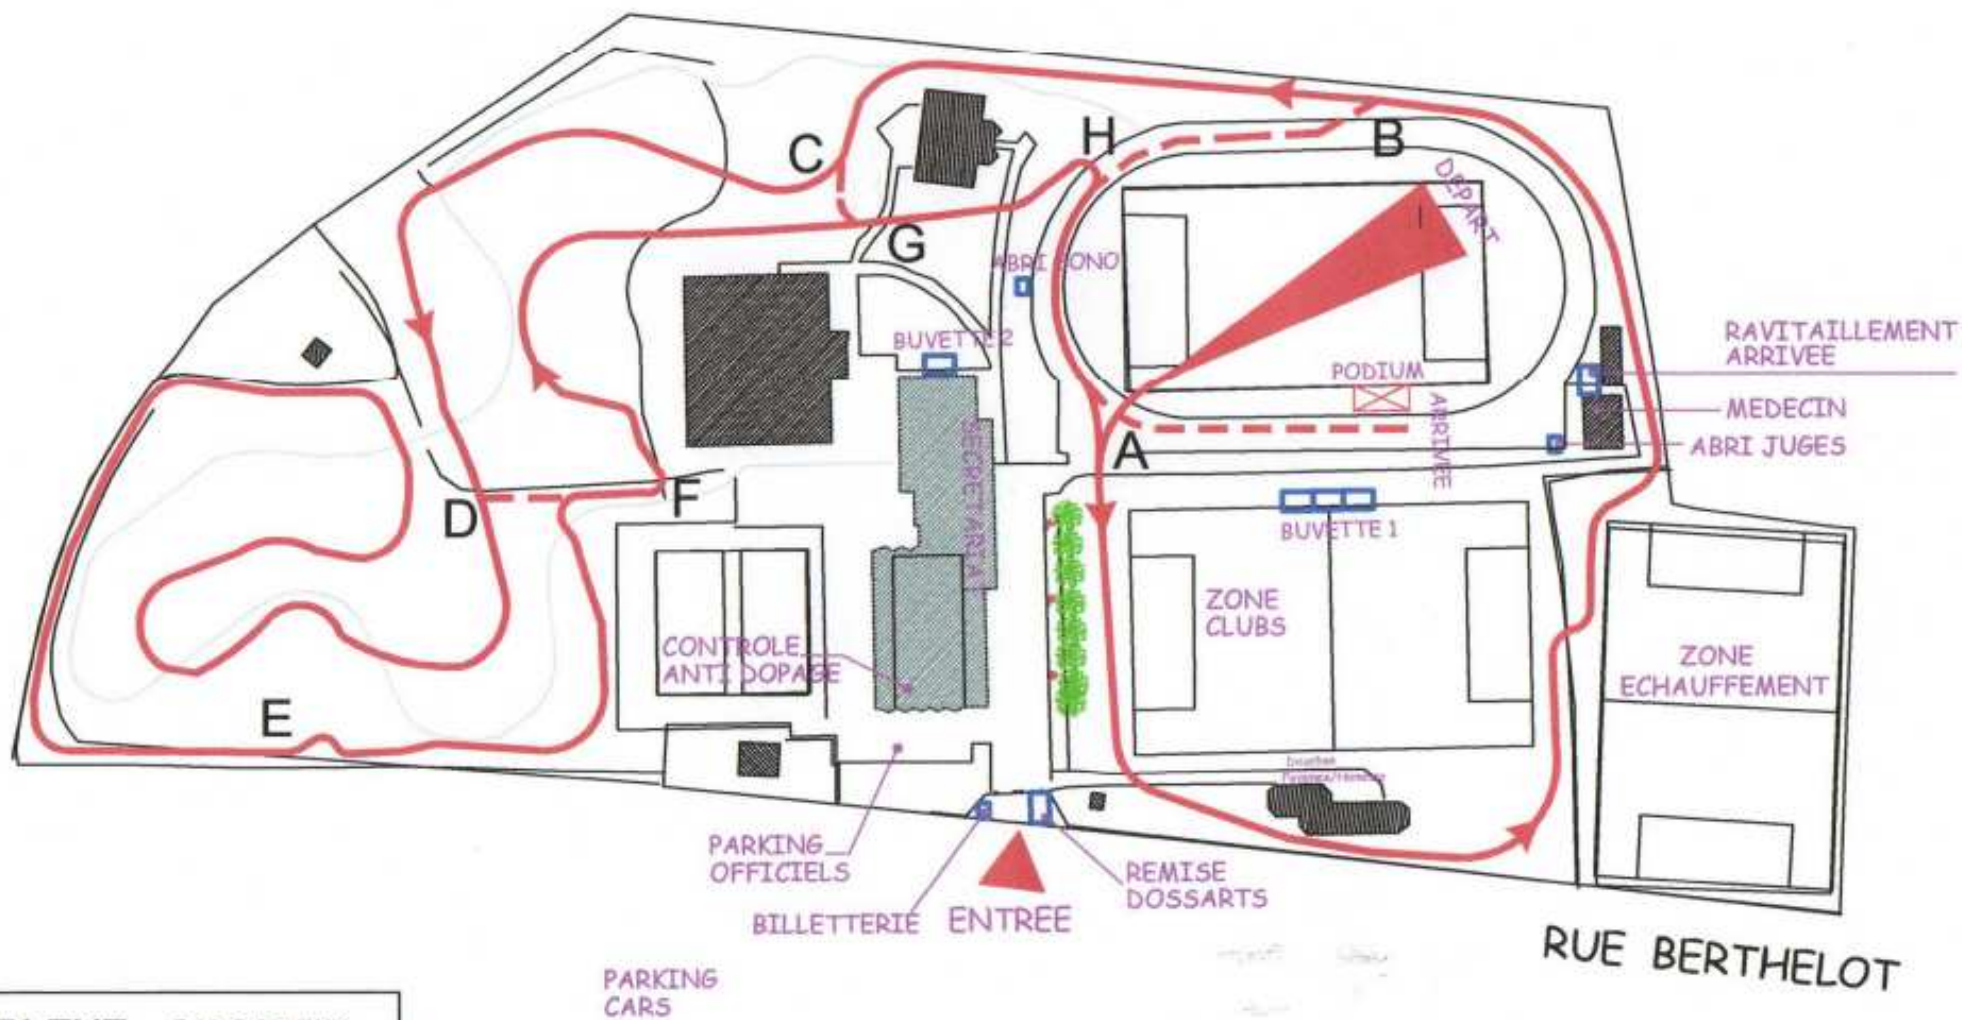 C
H
B
DEPART
G
ABRI SONO
BUVETTE 2
PODIUM
RAVITAILLEMENT
ARRIVEE
MEDECIN
ABRI JUGES
ARRIVEE
A
SECRETARIAT
D
F
BUVETTE 1
ZONE
CLUBS
CONTROLE
ANTI DOPAGE
ZONE
ECHAUFFEMENT
E
PARKING
OFFICIELS
REMISE
DOSSARTS
BILLETTERIE
ENTREE
RUE BERTHELOT
PARKING
CARS